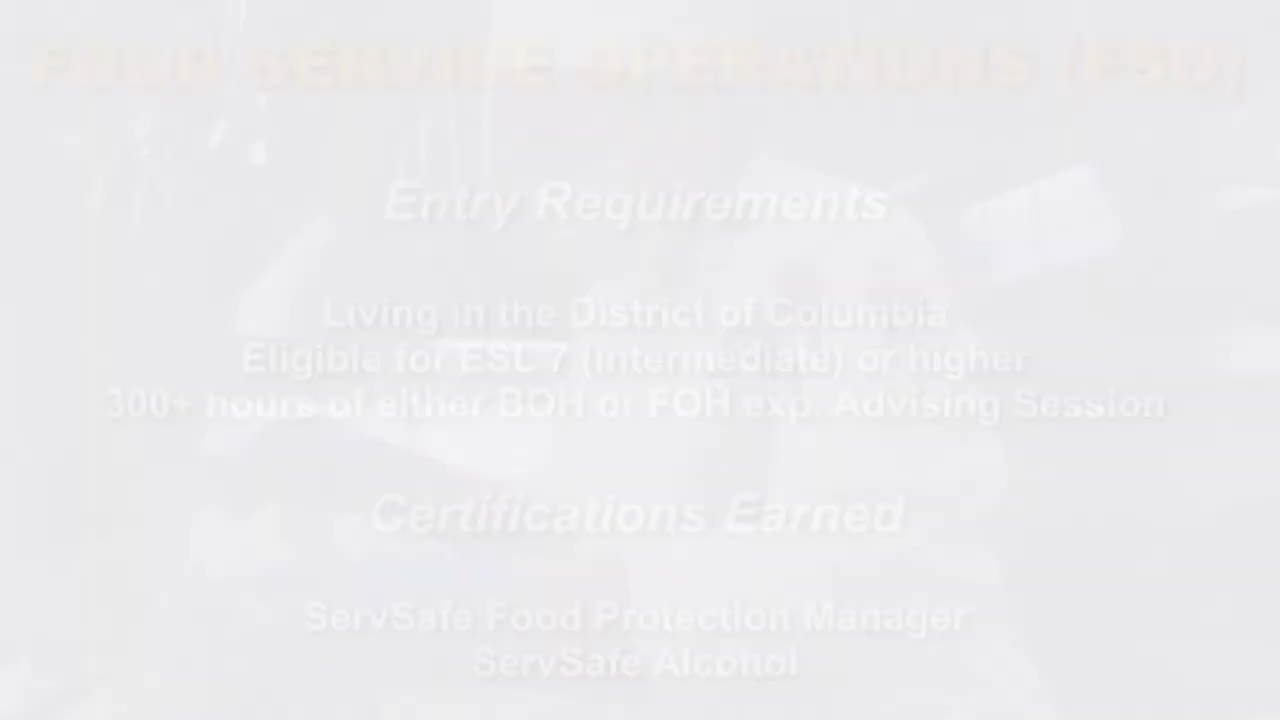 FOOD SERVICE OPERATIONS (FSO)
Entry Requirements
Living in the District of Columbia
Eligible for ESL 7 (intermediate) or higher
300+ hours of either BOH or FOH exp. Advising Session
Certifications Earned
ServSafe Food Protection Manager
ServSafe Alcohol